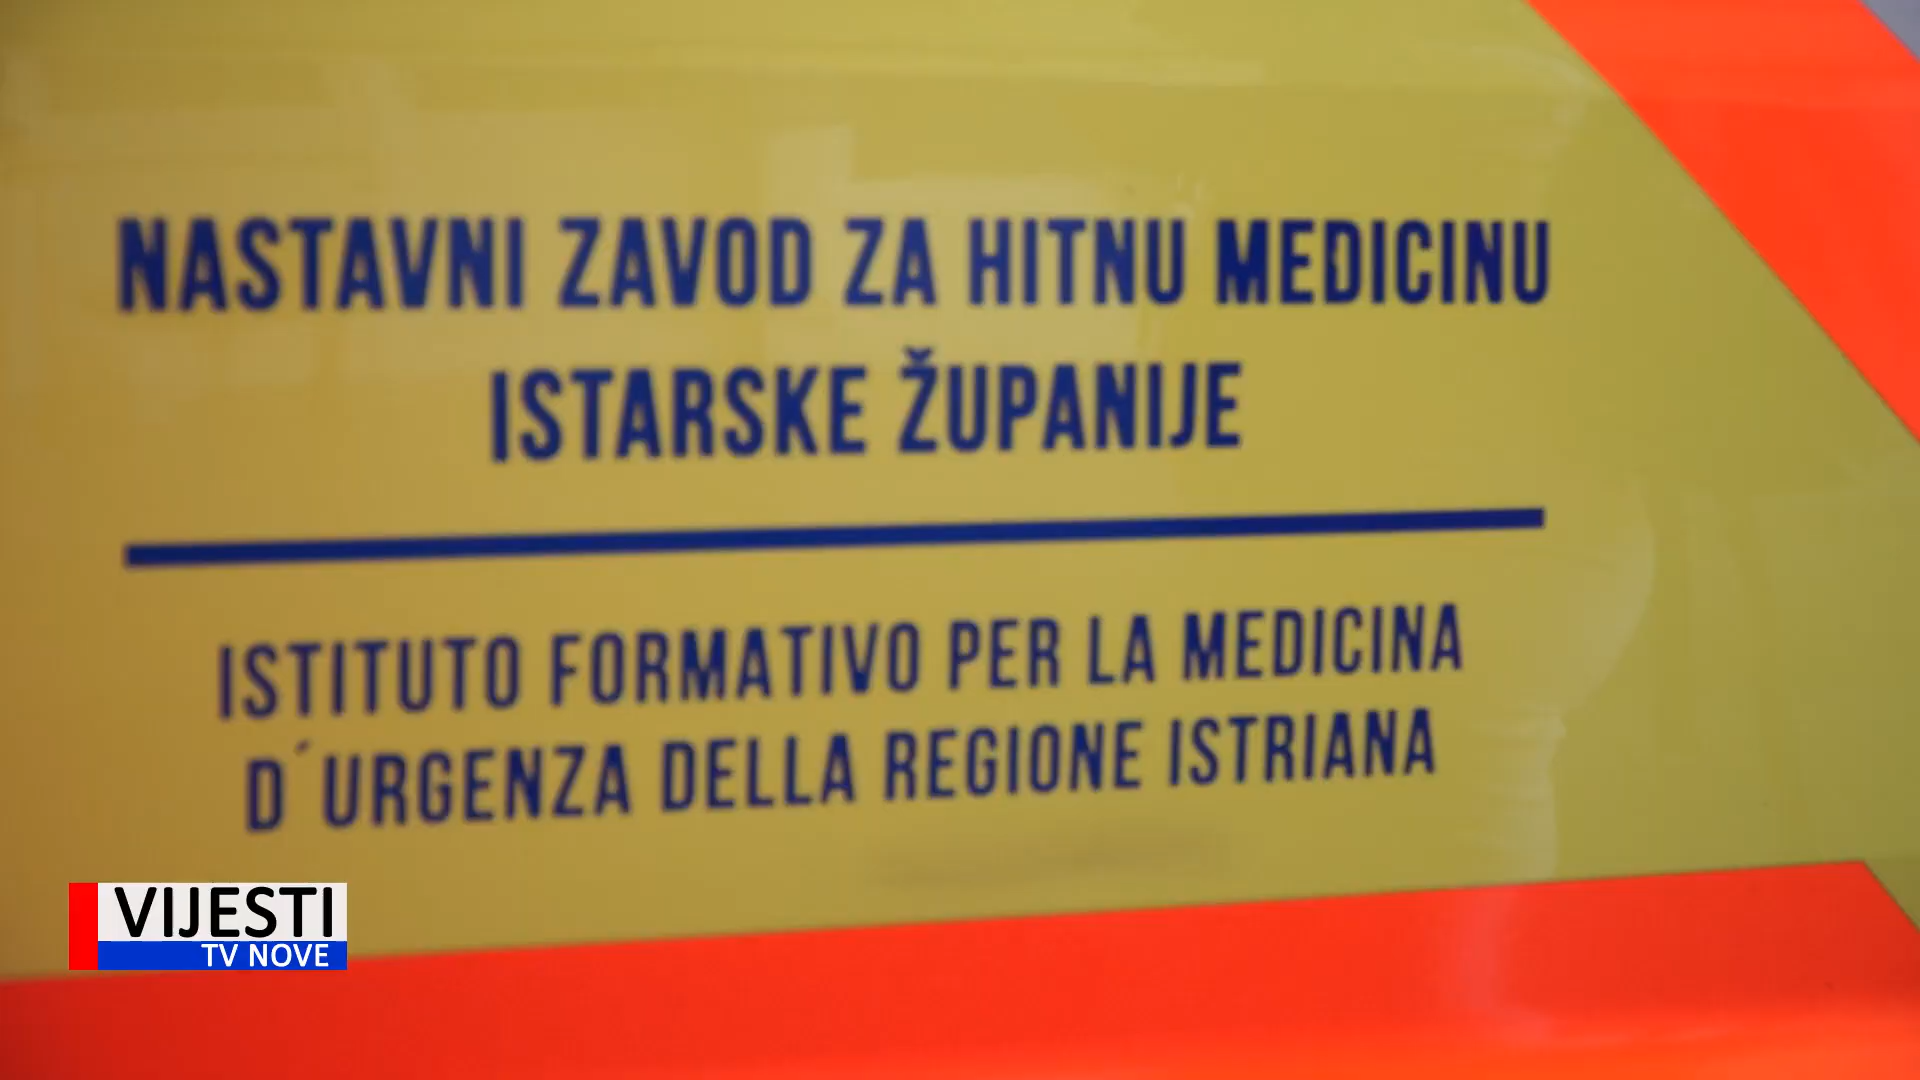 NASTAVNI ZAVOD ZA HITNU MEDICINU
ISTARSKE ŽUPANIJE
ISTITUTO FORMATIVO PER LA MEDICINA
D´URGENZA DELLA REGIONE ISTRIANA
VIJESTI
TV NOVE